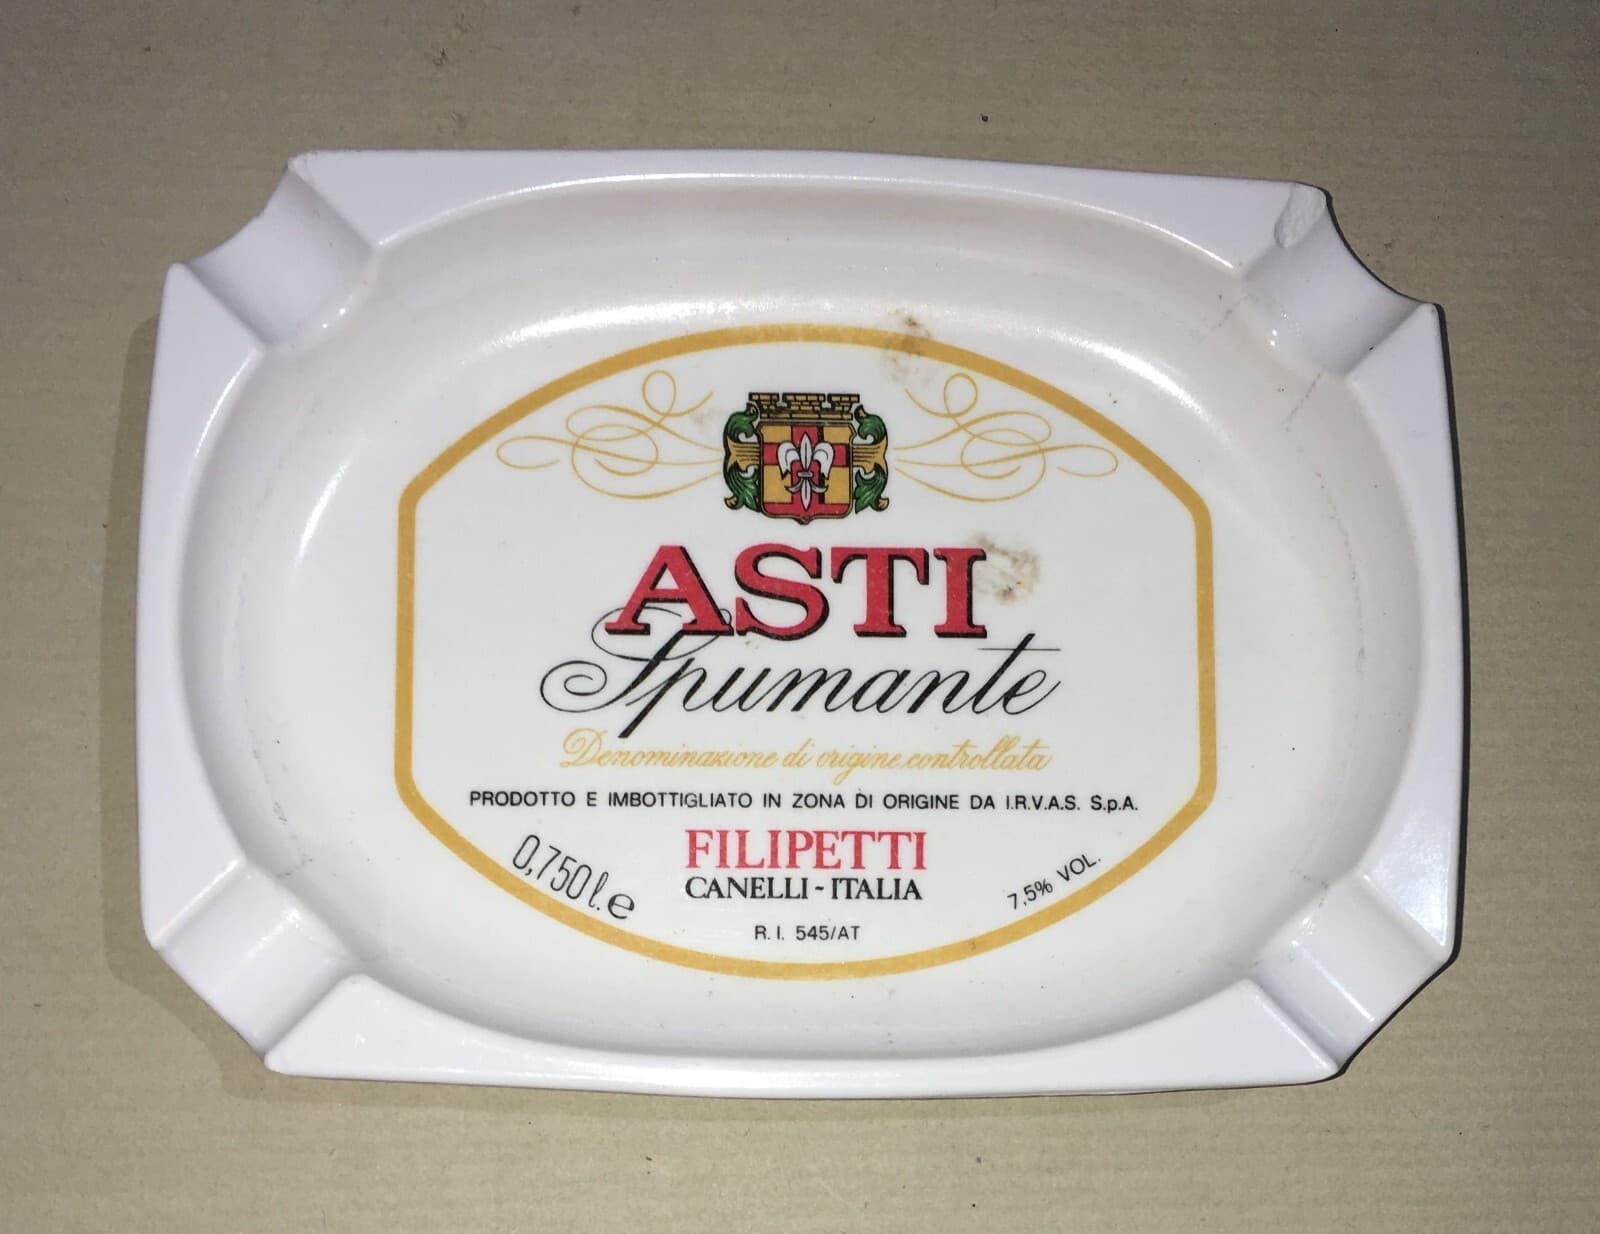 ASTI
Spumante
Denominazione di origine controllata
PRODOTTO E IMBOTTIGLIATO IN ZONA DI ORIGINE DA I.R.V.A.S. S.p.A.
FILIPETTI
CANELLI - ITALIA
0,750 l. e
7,5% VOL.
R. I. 545/AT